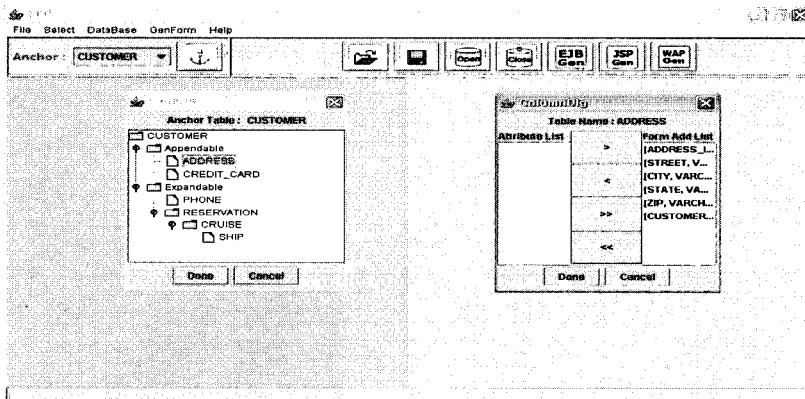 File Select DataBase GenForm Help
Anchor : CUSTOMER
Open
Close
EJB Gen
JSP Gen
WAP Gen
Anchor Table : CUSTOMER
CUSTOMER
Appendable
ADDRESS
CREDIT_CARD
Expandable
PHONE
RESERVATION
CRUISE
SHIP
Done Cancel
ColumnDlg
Table Name : ADDRESS
Attribute List
>
<
>>
<<
Form Add List
[ADDRESS_I...
[STREET, V...
[CITY, VARC...
[STATE, VA...
[ZIP, VARCH...
[CUSTOMER...
Done Cancel